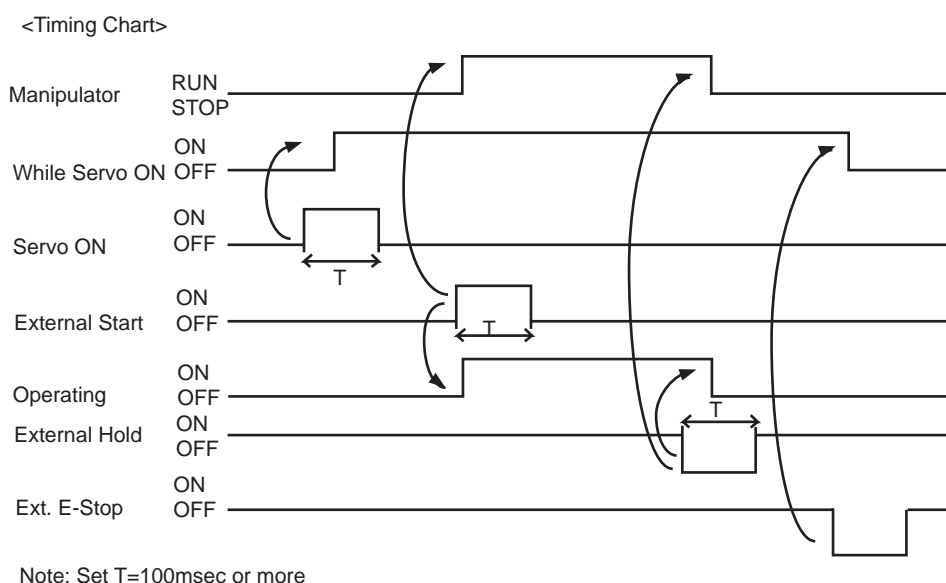 <Timing Chart>
Manipulator
RUN
STOP
While Servo ON
ON
OFF
Servo ON
ON
OFF
T
External Start
ON
OFF
T
Operating
ON
OFF
External Hold
ON
OFF
T
Ext. E-Stop
ON
OFF
Note: Set T=100msec or more